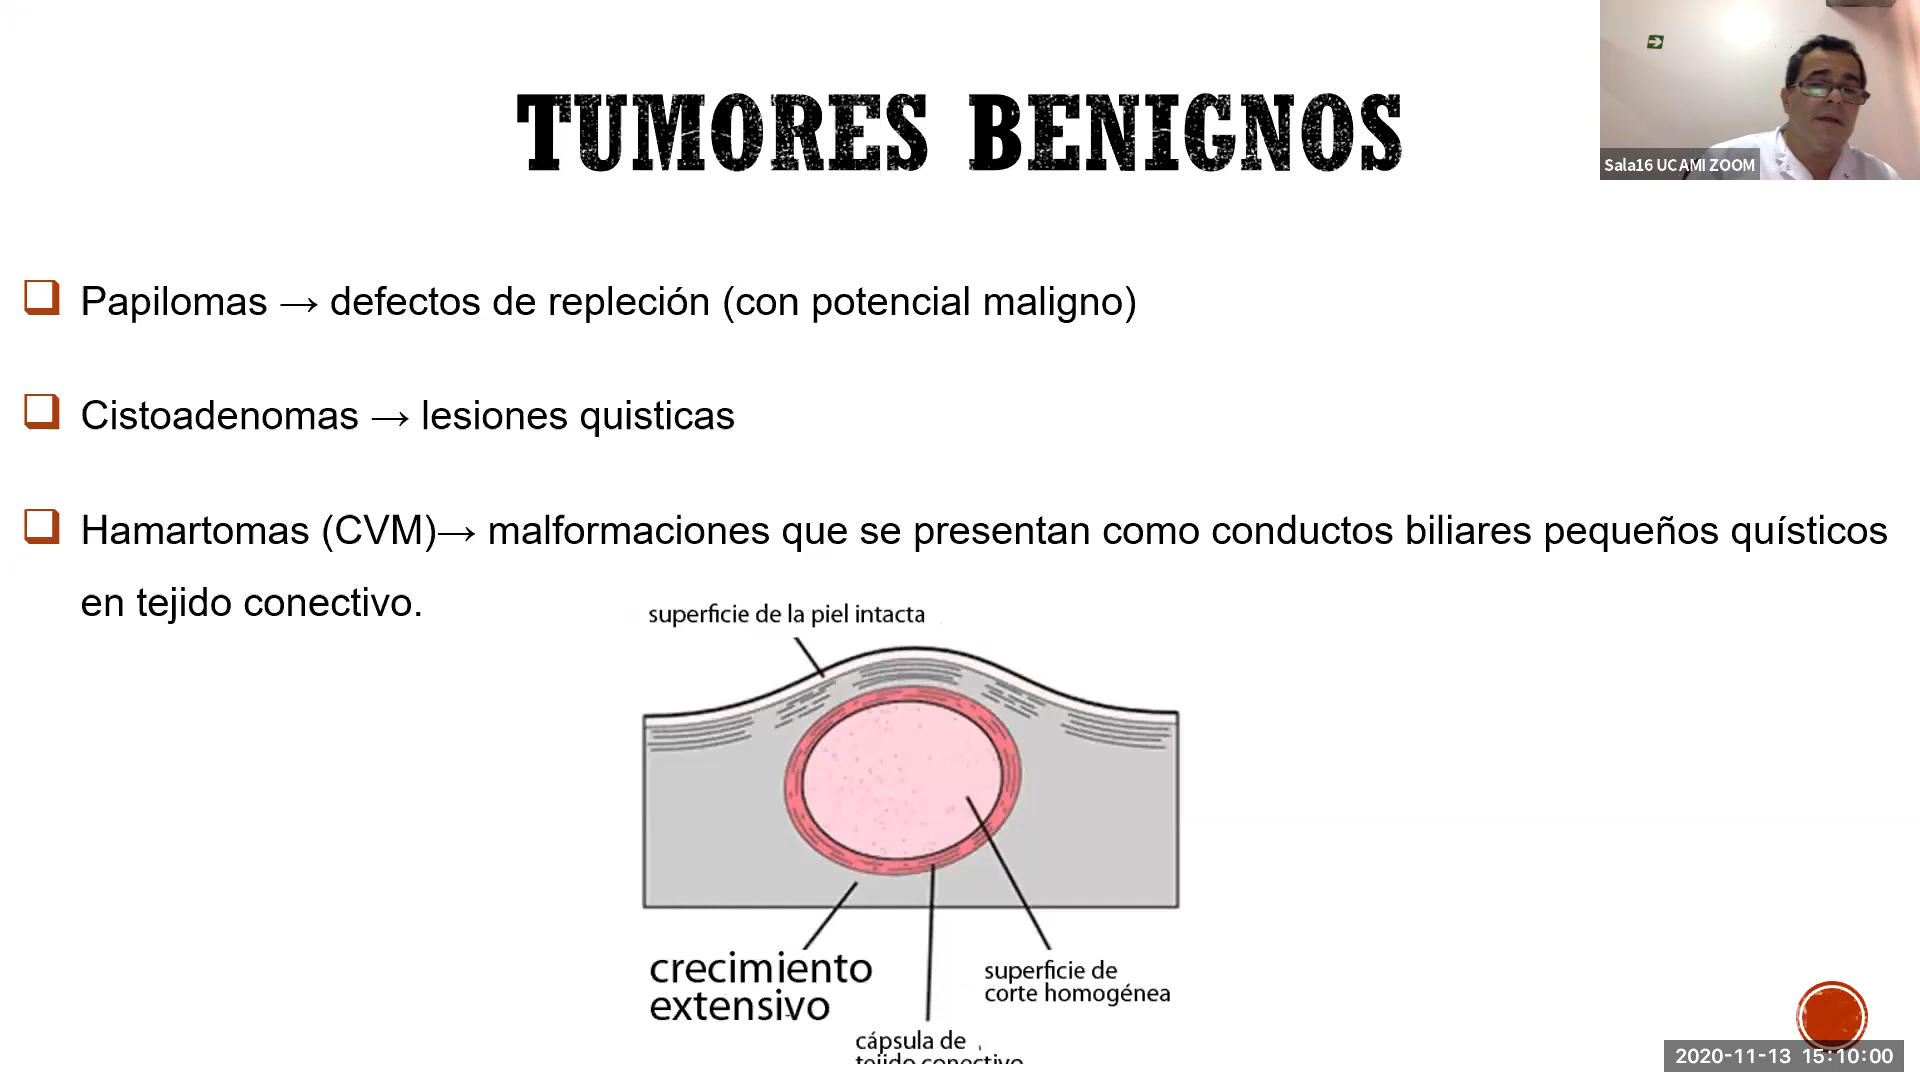 TUMORES BENIGNOS
Sala16 UCAMI ZOOM
Papilomas → defectos de repleción (con potencial maligno)
Cistoadenomas → lesiones quisticas
Hamartomas (CVM)→ malformaciones que se presentan como conductos biliares pequeños quísticos
en tejido conectivo.
superficie de la piel intacta
crecimiento
extensivo
superficie de
corte homogénea
cápsula de
tejido conectivo
2020-11-13 15:10:00